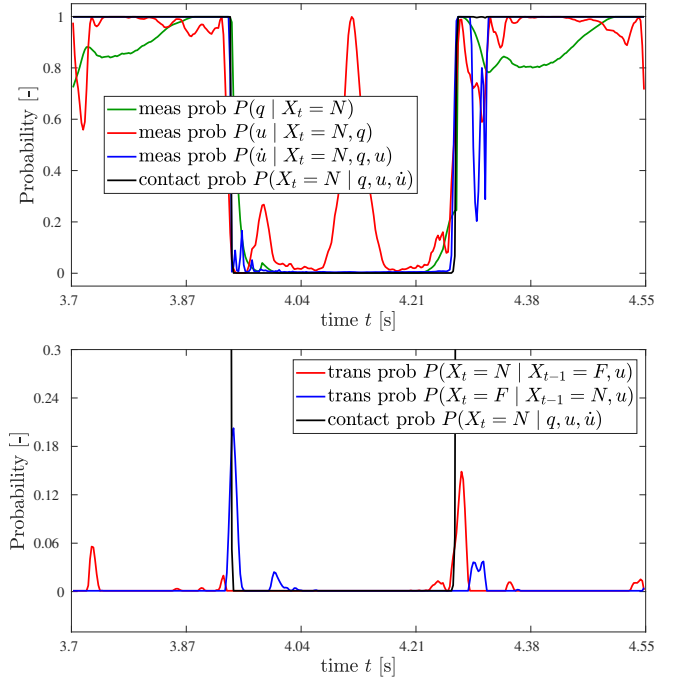 1
0.8
0.6
0.4
0.2
0
Probability [-]
meas prob P(q | X_t = N)
meas prob P(u | X_t = N, q)
meas prob P(u̇ | X_t = N, q, u)
contact prob P(X_t = N | q, u, u̇)
3.7 3.87 4.04 4.21 4.38 4.55
time t [s]
0.3
0.24
0.18
0.12
0.06
0
Probability [-]
trans prob P(X_t = N | X_{t−1} = F, u)
trans prob P(X_t = F | X_{t−1} = N, u)
contact prob P(X_t = N | q, u, u̇)
3.7 3.87 4.04 4.21 4.38 4.55
time t [s]